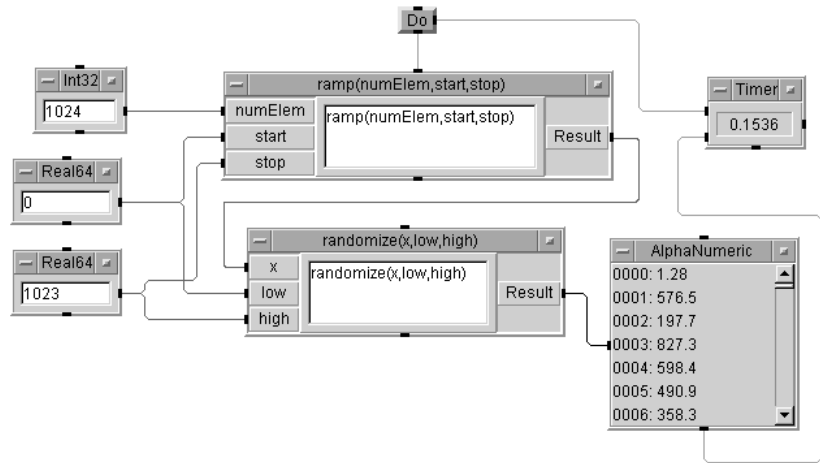 Do
Int32
1024
ramp(numElem,start,stop)
numElem
start
stop
ramp(numElem,start,stop)
Result
Timer
0.1536
Real64
0
Real64
1023
randomize(x,low,high)
x
low
high
randomize(x,low,high)
Result
AlphaNumeric
0000: 1.28
0001: 576.5
0002: 197.7
0003: 827.3
0004: 598.4
0005: 490.9
0006: 358.3